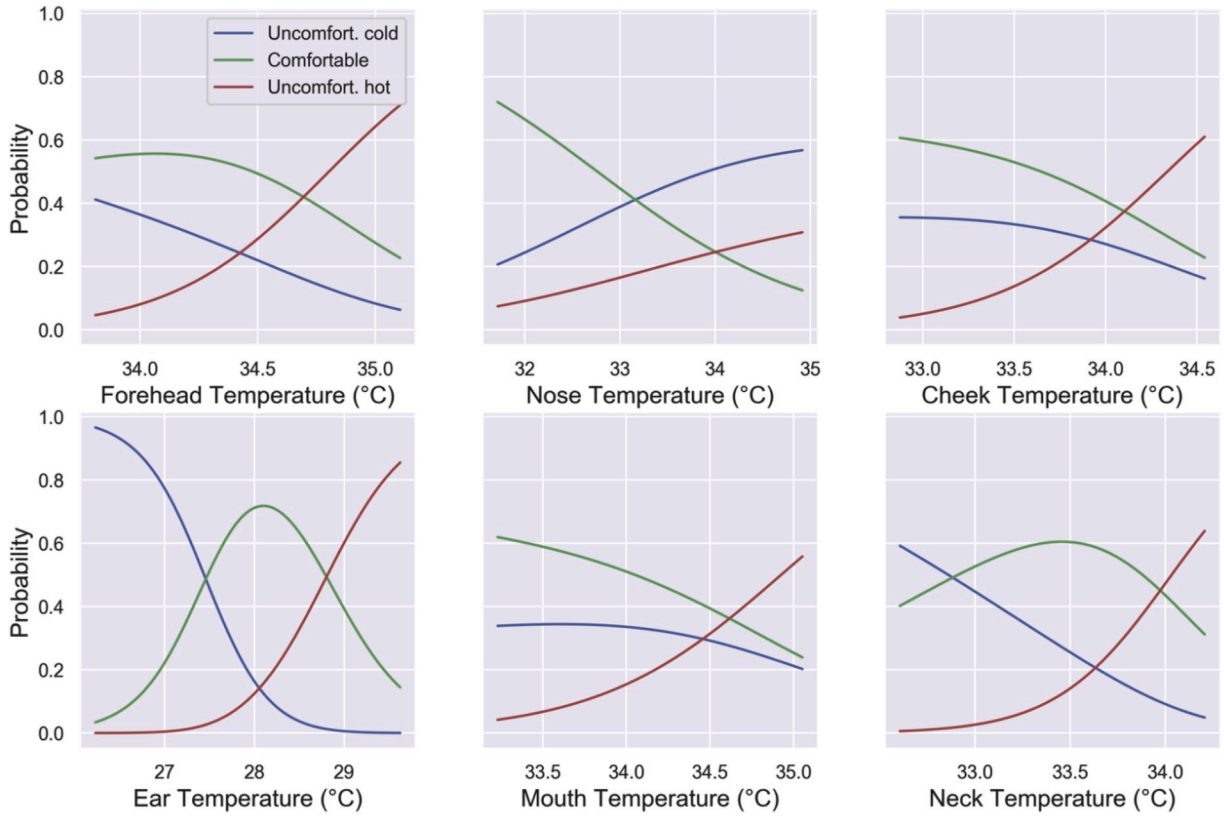 1.0
0.8
0.6
0.4
0.2
0.0
Probability
Uncomfort. cold
Comfortable
Uncomfort. hot
34.0 34.5 35.0
Forehead Temperature (°C)
32 33 34 35
Nose Temperature (°C)
33.0 33.5 34.0 34.5
Cheek Temperature (°C)
1.0
0.8
0.6
0.4
0.2
0.0
Probability
27 28 29
Ear Temperature (°C)
33.5 34.0 34.5 35.0
Mouth Temperature (°C)
33.0 33.5 34.0
Neck Temperature (°C)